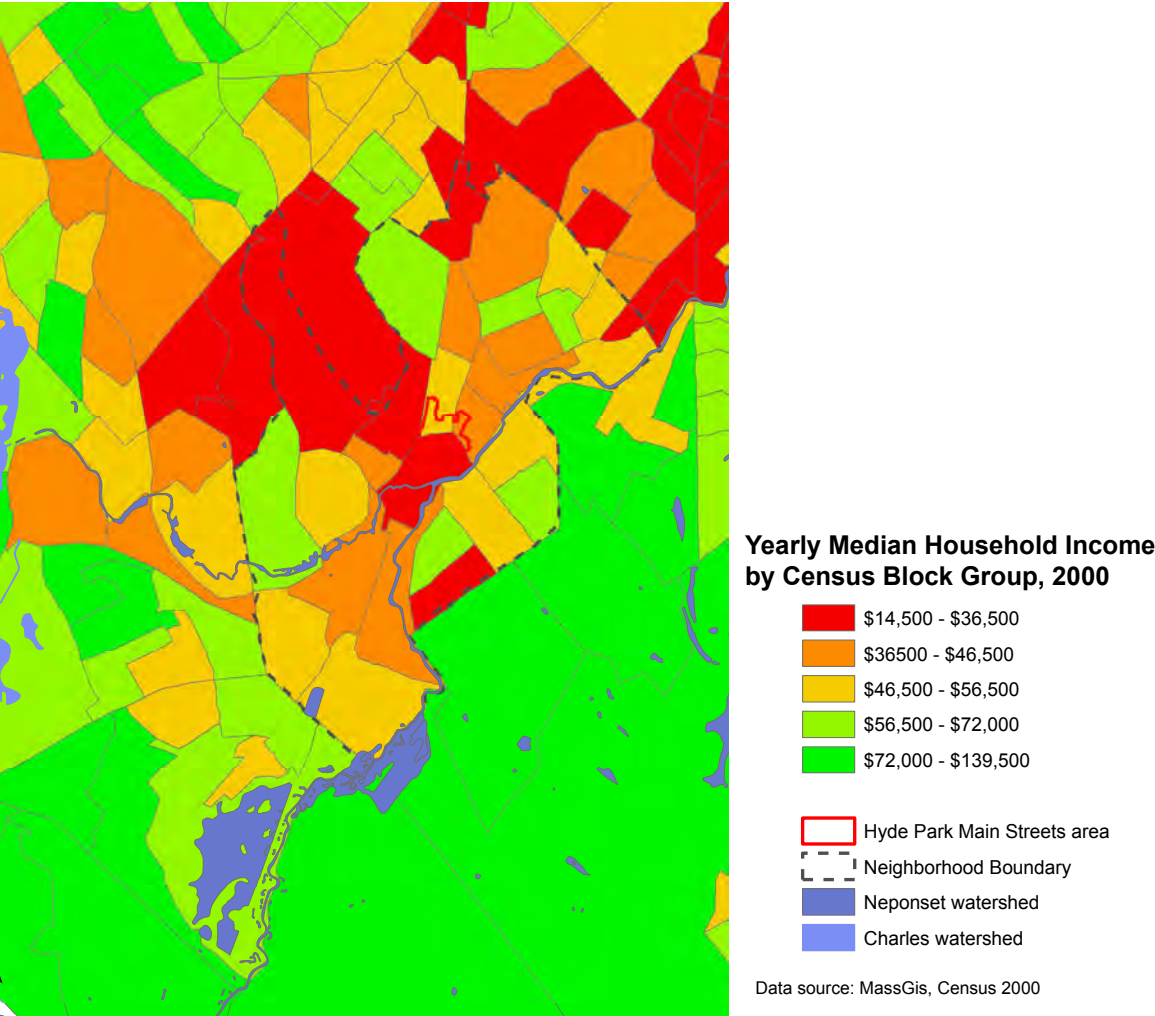 Yearly Median Household Income
by Census Block Group, 2000
$14,500 - $36,500
$36500 - $46,500
$46,500 - $56,500
$56,500 - $72,000
$72,000 - $139,500
Hyde Park Main Streets area
Neighborhood Boundary
Neponset watershed
Charles watershed
Data source: MassGis, Census 2000